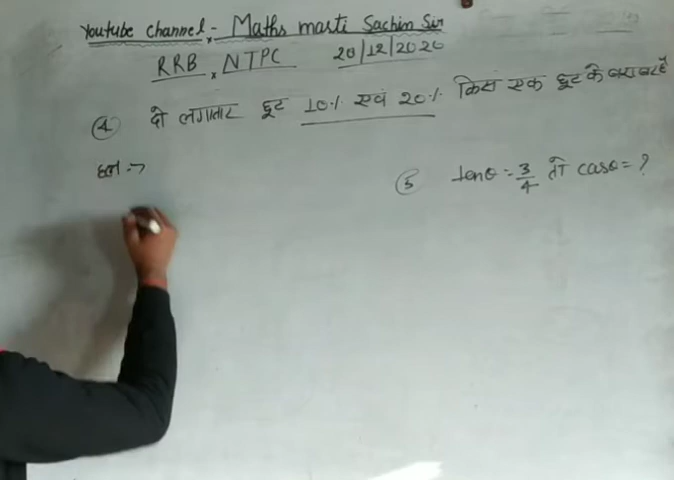 Youtube channel - Maths masti Sachin Sir
RRB, NTPC 28/12/2020
(4) दो लगातार छूट 10% एवं 20% किस एक छूट के बराबर है
हल :→
(5) tanθ = 3/4 तो cosθ = ?